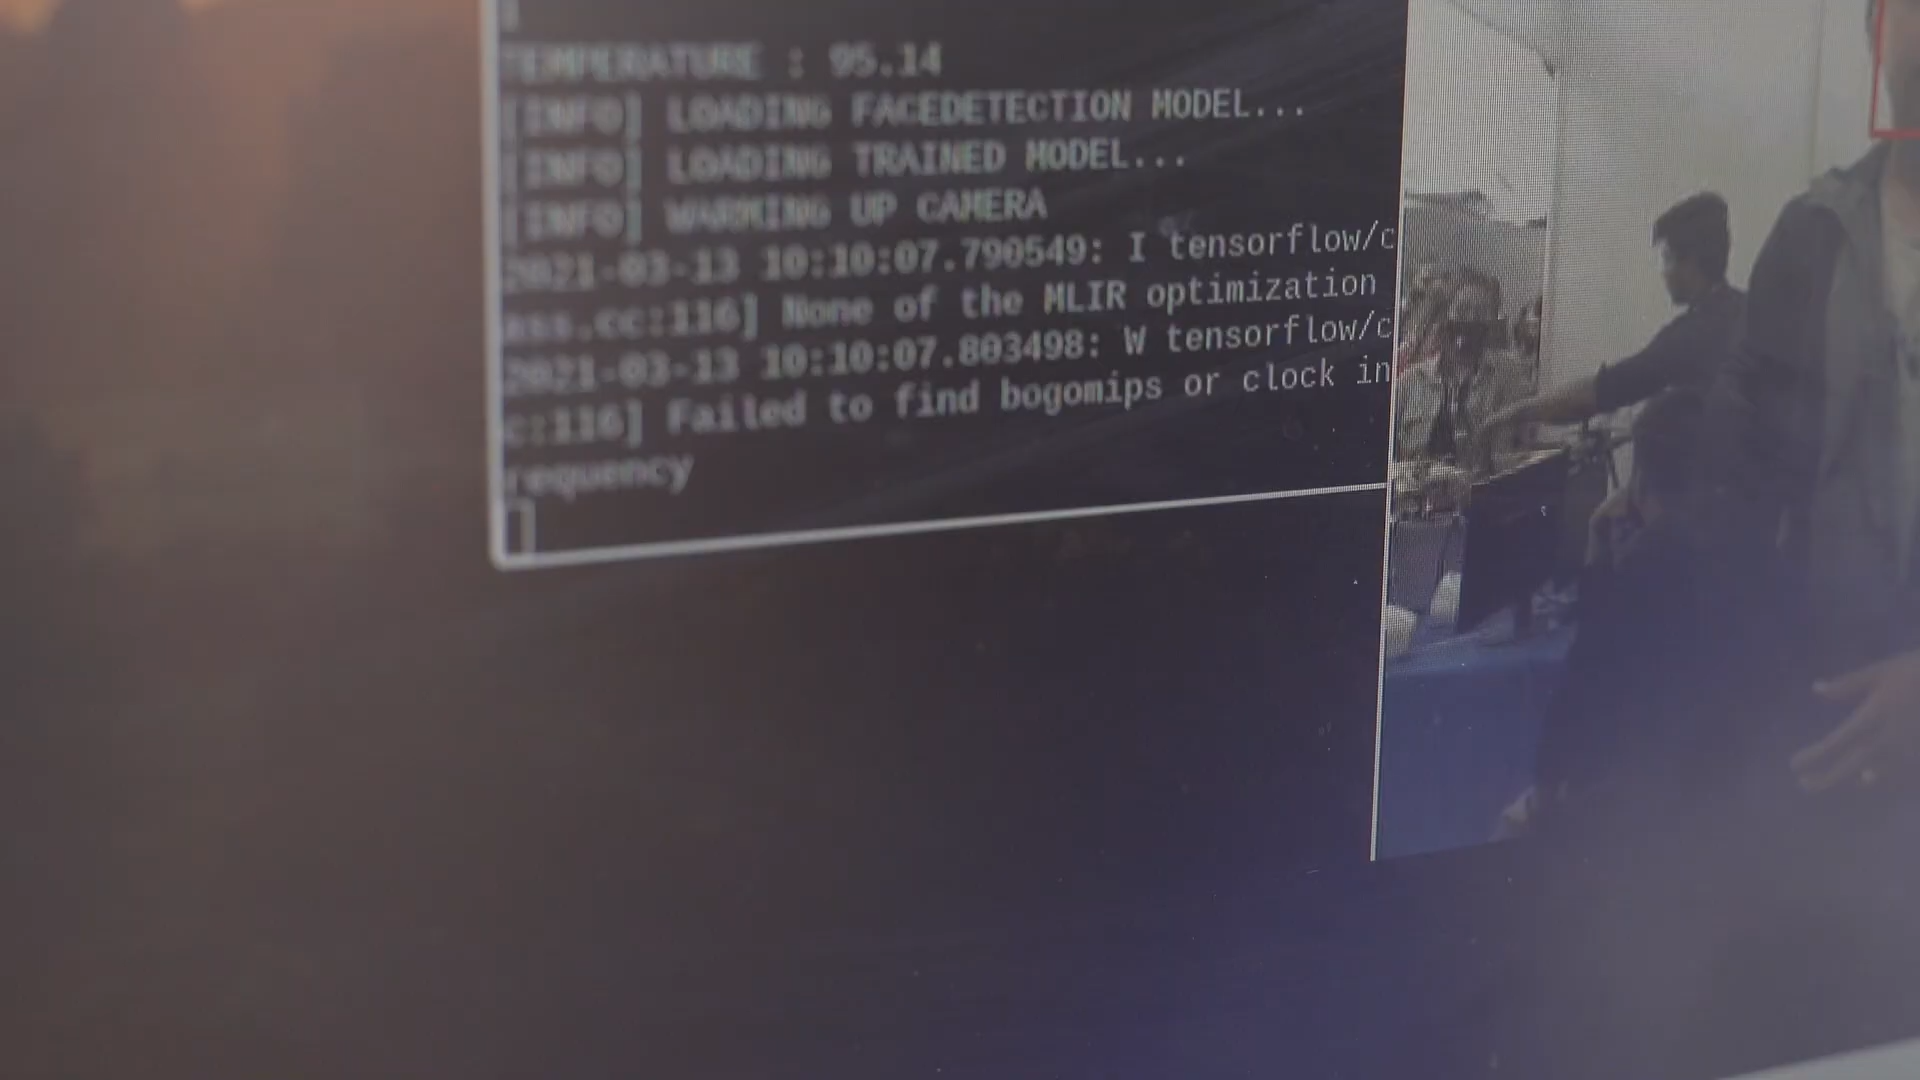 TEMPERATURE : 95.14
[INFO] LOADING FACEDETECTION MODEL...
[INFO] LOADING TRAINED MODEL...
[INFO] WARMING UP CAMERA
2021-03-13 10:10:07.790549: I tensorflow/c
ass.cc:116] None of the MLIR optimization
2021-03-13 10:10:07.803498: W tensorflow/c
c:116] Failed to find bogomips or clock in
requency